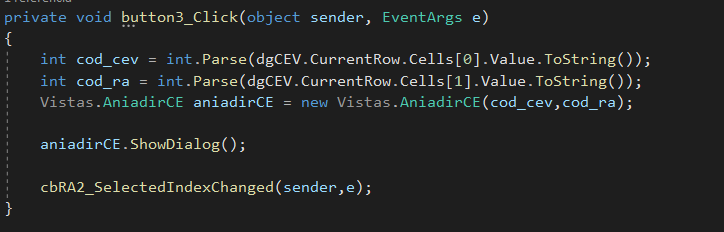 private void button3_Click(object sender, EventArgs e)
{
int cod_cev = int.Parse(dgCEV.CurrentRow.Cells[0].Value.ToString());
int cod_ra = int.Parse(dgCEV.CurrentRow.Cells[1].Value.ToString());
Vistas.AniadirCE aniadirCE = new Vistas.AniadirCE(cod_cev,cod_ra);
aniadirCE.ShowDialog();
cbRA2_SelectedIndexChanged(sender,e);
}